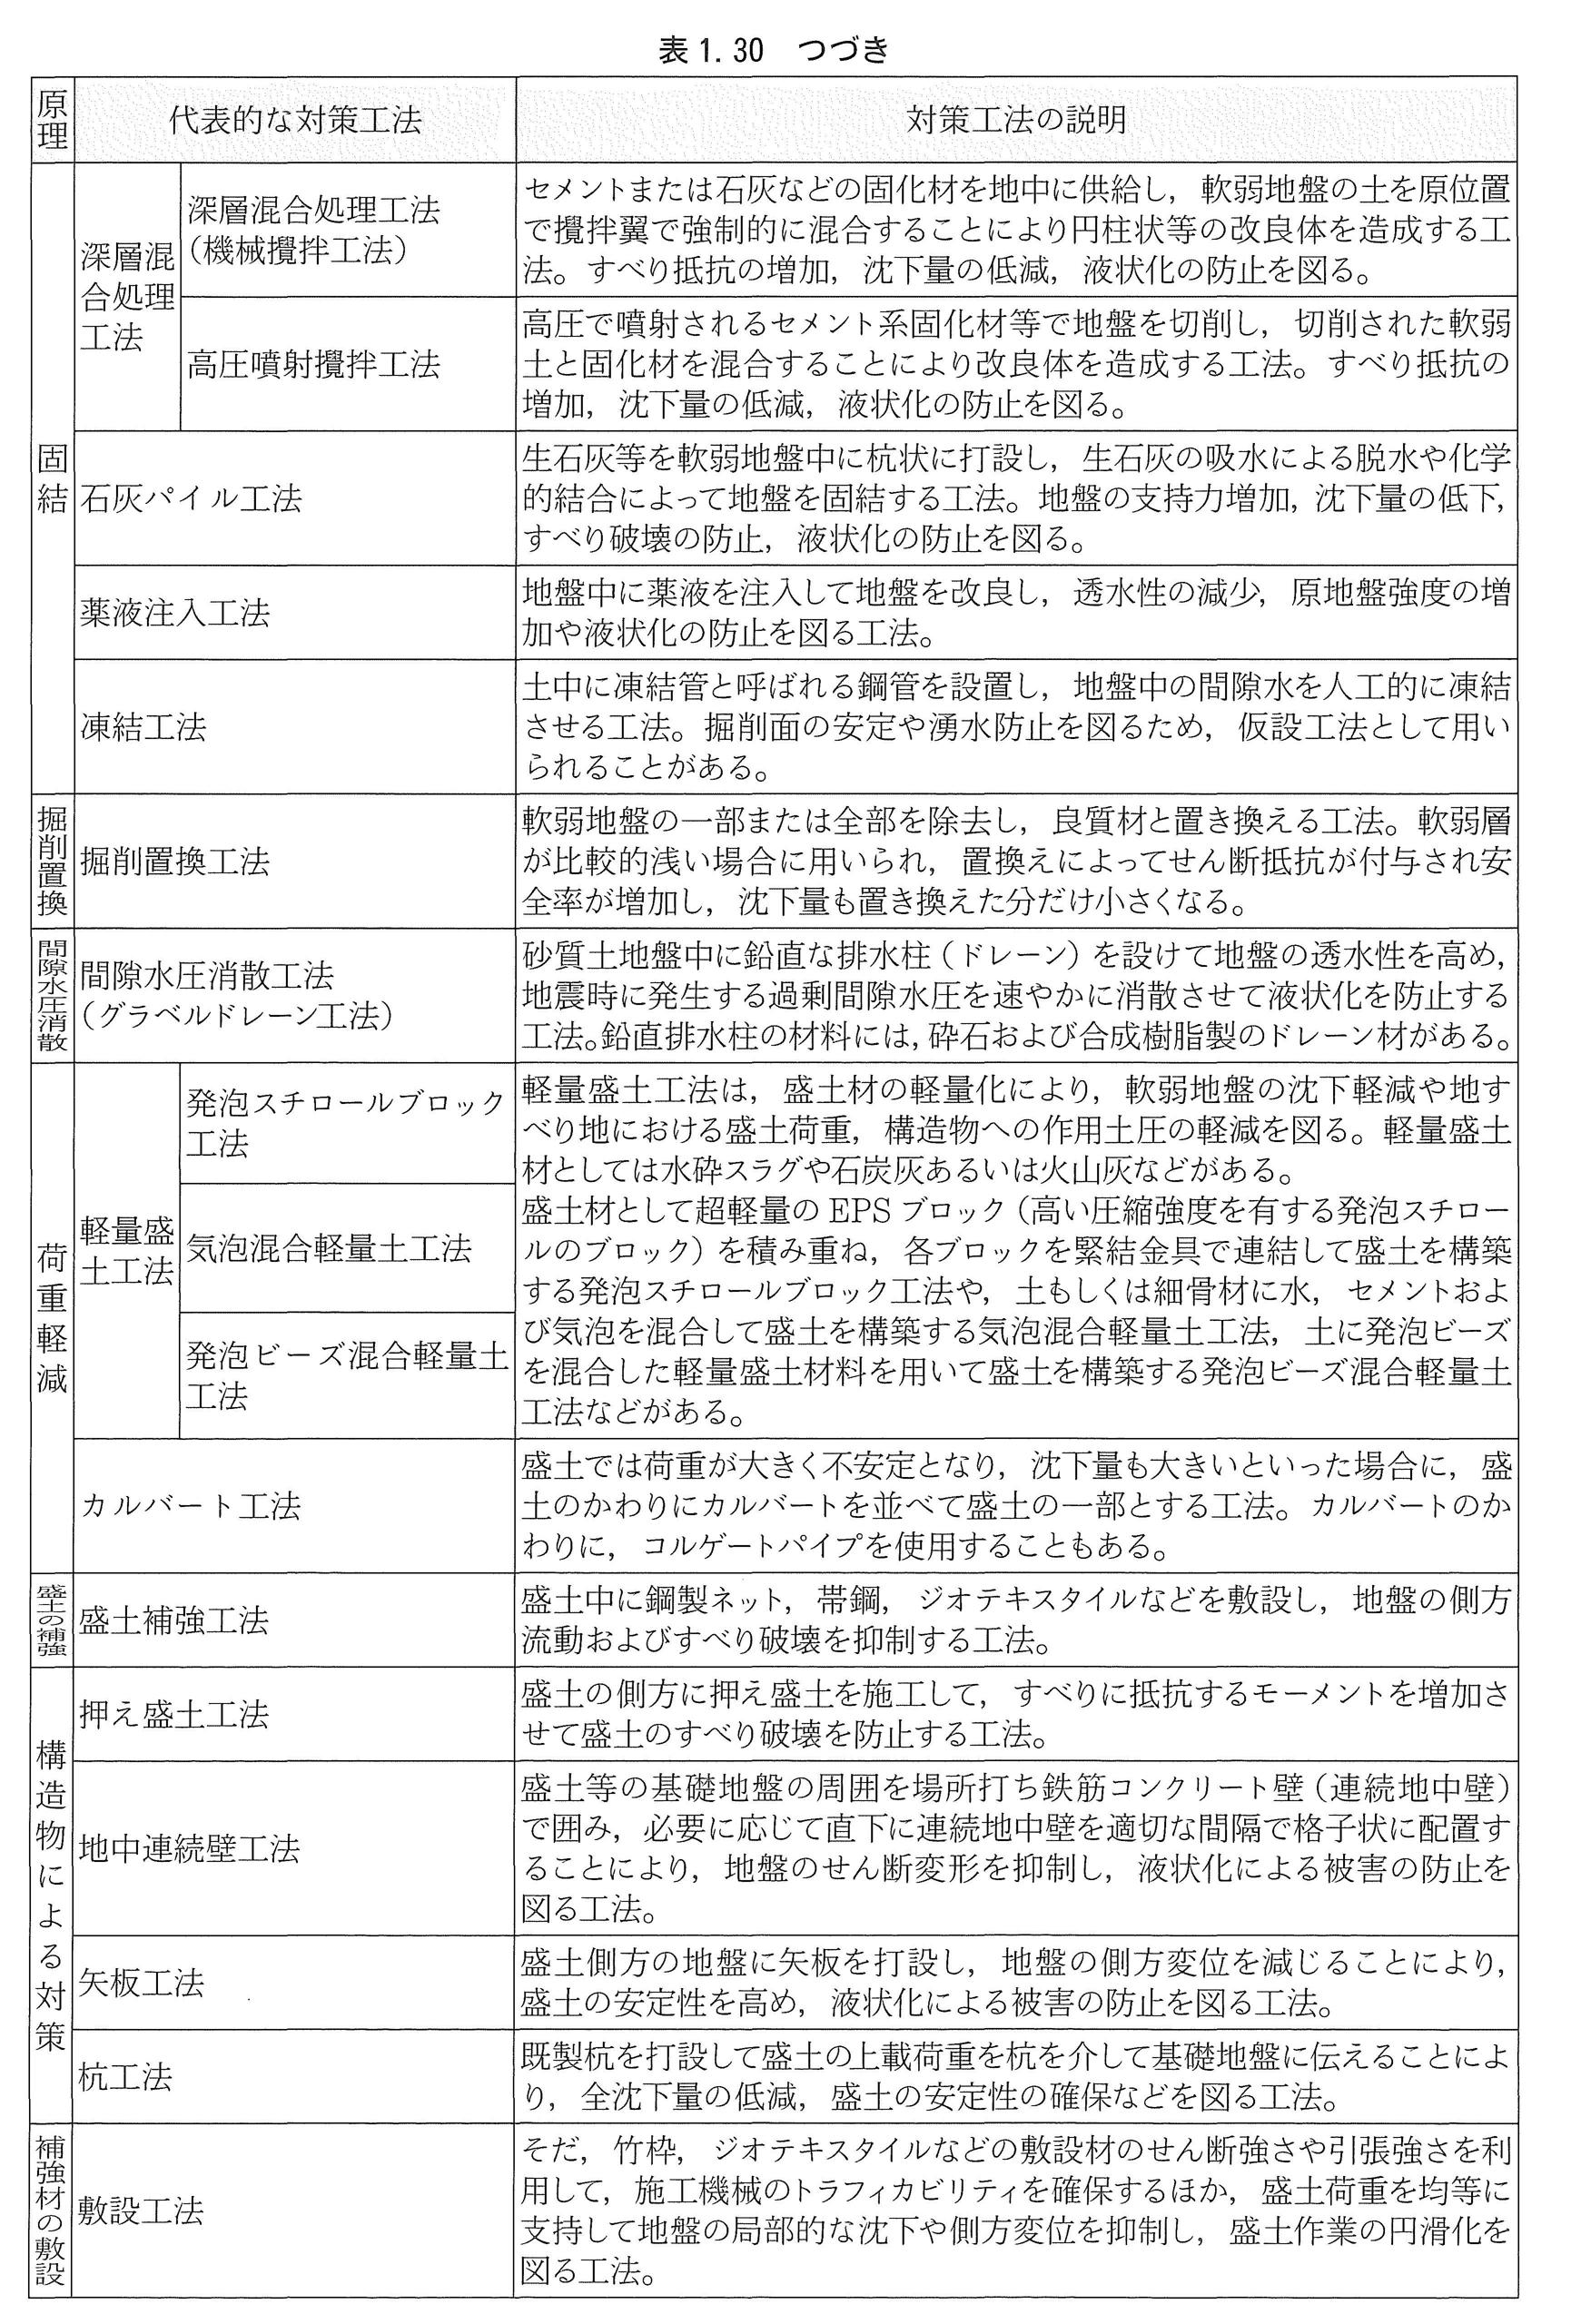 表1.30 つづき
原理
代表的な対策工法
対策工法の説明
固結
深層混
合処理
工法
深層混合処理工法
(機械攪拌工法)
セメントまたは石灰などの固化材を地中に供給し，軟弱地盤の土を原位置
で攪拌翼で強制的に混合することにより円柱状等の改良体を造成する工
法。すべり抵抗の増加，沈下量の低減，液状化の防止を図る。
高圧噴射攪拌工法
高圧で噴射されるセメント系固化材等で地盤を切削し，切削された軟弱
土と固化材を混合することにより改良体を造成する工法。すべり抵抗の
増加，沈下量の低減，液状化の防止を図る。
石灰パイル工法
生石灰等を軟弱地盤中に杭状に打設し，生石灰の吸水による脱水や化学
的結合によって地盤を固結する工法。地盤の支持力増加，沈下量の低下，
すべり破壊の防止，液状化の防止を図る。
薬液注入工法
地盤中に薬液を注入して地盤を改良し，透水性の減少，原地盤強度の増
加や液状化の防止を図る工法。
凍結工法
土中に凍結管と呼ばれる鋼管を設置し，地盤中の間隙水を人工的に凍結
させる工法。掘削面の安定や湧水防止を図るため，仮設工法として用い
られることがある。
掘削置換
掘削置換工法
軟弱地盤の一部または全部を除去し，良質材と置き換える工法。軟弱層
が比較的浅い場合に用いられ，置換えによってせん断抵抗が付与され安
全率が増加し，沈下量も置き換えた分だけ小さくなる。
間隙水圧消散
間隙水圧消散工法
(グラベルドレーン工法)
砂質土地盤中に鉛直な排水柱(ドレーン)を設けて地盤の透水性を高め，
地震時に発生する過剰間隙水圧を速やかに消散させて液状化を防止する
工法。鉛直排水柱の材料には，砕石および合成樹脂製のドレーン材がある。
荷重軽減
軽量盛
土工法
発泡スチロールブロック
工法
気泡混合軽量土工法
発泡ビーズ混合軽量土
工法
軽量盛土工法は，盛土材の軽量化により，軟弱地盤の沈下軽減や地す
べり地における盛土荷重，構造物への作用土圧の軽減を図る。軽量盛土
材としては水砕スラグや石炭灰あるいは火山灰などがある。
盛土材として超軽量のEPSブロック(高い圧縮強度を有する発泡スチロー
ルのブロック)を積み重ね，各ブロックを緊結金具で連結して盛土を構築
する発泡スチロールブロック工法や，土もしくは細骨材に水，セメントおよ
び気泡を混合して盛土を構築する気泡混合軽量土工法，土に発泡ビーズ
を混合した軽量盛土材料を用いて盛土を構築する発泡ビーズ混合軽量土
工法などがある。
カルバート工法
盛土では荷重が大きく不安定となり，沈下量も大きいといった場合に，盛
土のかわりにカルバートを並べて盛土の一部とする工法。カルバートのか
わりに，コルゲートパイプを使用することもある。
盛土の補強
盛土補強工法
盛土中に鋼製ネット，帯鋼，ジオテキスタイルなどを敷設し，地盤の側方
流動およびすべり破壊を抑制する工法。
構造物による対策
押え盛土工法
盛土の側方に押え盛土を施工して，すべりに抵抗するモーメントを増加さ
せて盛土のすべり破壊を防止する工法。
地中連続壁工法
盛土等の基礎地盤の周囲を場所打ち鉄筋コンクリート壁(連続地中壁)
で囲み，必要に応じて直下に連続地中壁を適切な間隔で格子状に配置す
ることにより，地盤のせん断変形を抑制し，液状化による被害の防止を
図る工法。
矢板工法
盛土側方の地盤に矢板を打設し，地盤の側方変位を減じることにより，
盛土の安定性を高め，液状化による被害の防止を図る工法。
杭工法
既製杭を打設して盛土の上載荷重を杭を介して基礎地盤に伝えることによ
り，全沈下量の低減，盛土の安定性の確保などを図る工法。
補強材の敷設
敷設工法
そだ，竹枠，ジオテキスタイルなどの敷設材のせん断強さや引張強さを利
用して，施工機械のトラフィカビリティを確保するほか，盛土荷重を均等に
支持して地盤の局部的な沈下や側方変位を抑制し，盛土作業の円滑化を
図る工法。